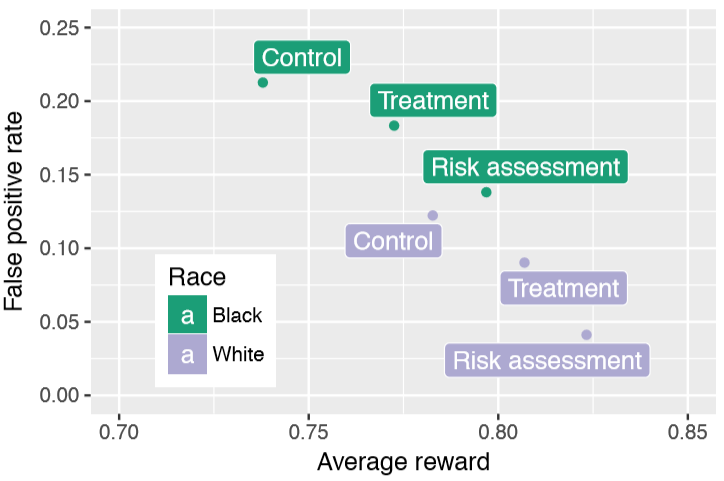 False positive rate
0.25
0.20
0.15
0.10
0.05
0.00
Control
Treatment
Risk assessment
Control
Treatment
Risk assessment
Race
a Black
a White
0.70 0.75 0.80 0.85
Average reward